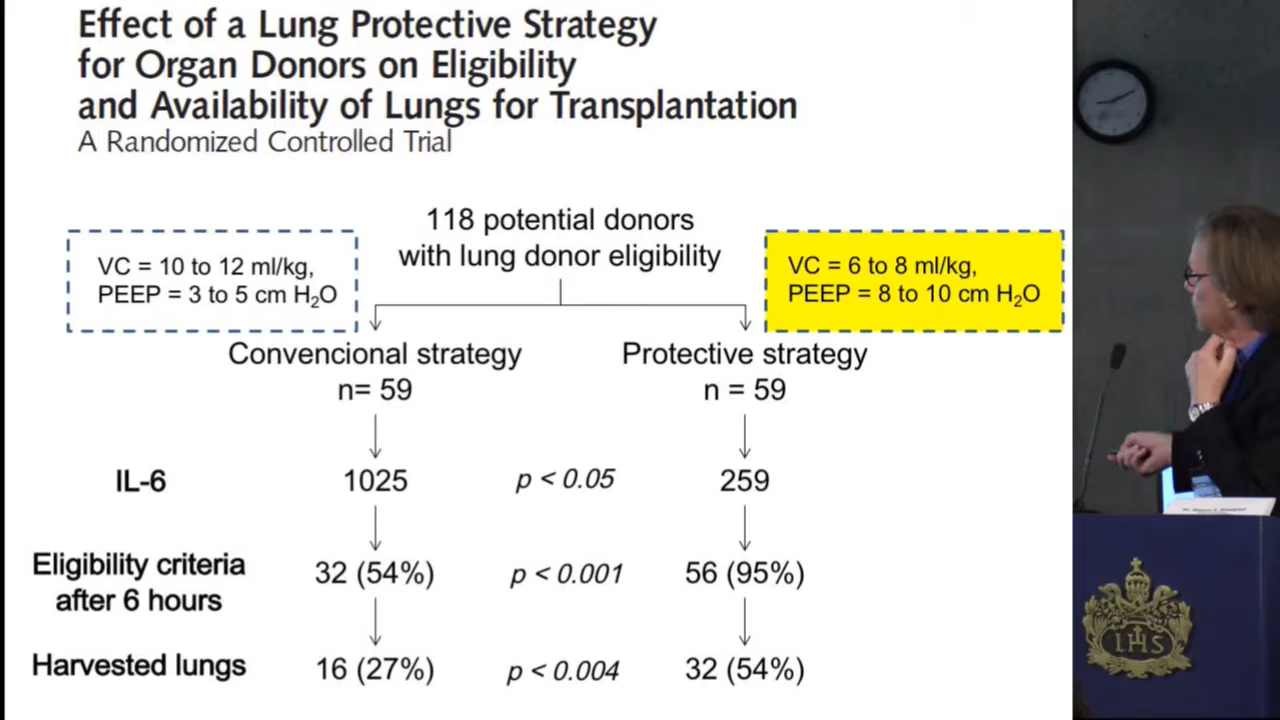 Effect of a Lung Protective Strategy
for Organ Donors on Eligibility
and Availability of Lungs for Transplantation
A Randomized Controlled Trial
118 potential donors
with lung donor eligibility
VC = 10 to 12 ml/kg,
PEEP = 3 to 5 cm H₂O
VC = 6 to 8 ml/kg,
PEEP = 8 to 10 cm H₂O
Convencional strategy
n= 59
Protective strategy
n = 59
IL-6 1025 p < 0.05 259
Eligibility criteria
after 6 hours
32 (54%) p < 0.001 56 (95%)
Harvested lungs 16 (27%) p < 0.004 32 (54%)
IHS